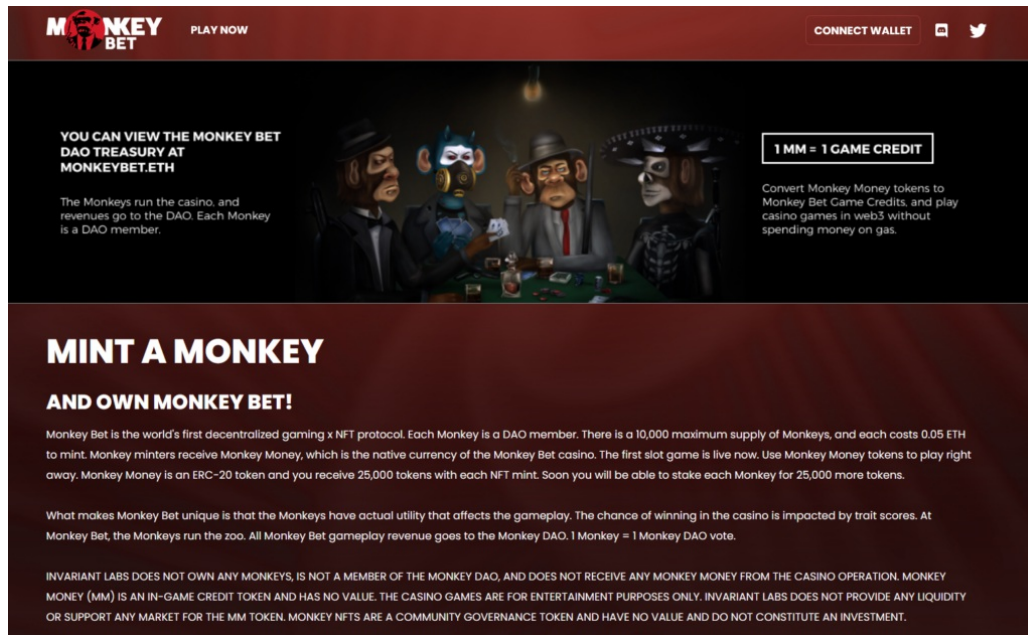 MONKEY BET
PLAY NOW
CONNECT WALLET
YOU CAN VIEW THE MONKEY BET
DAO TREASURY AT
MONKEYBET.ETH
The Monkeys run the casino, and
revenues go to the DAO. Each Monkey
is a DAO member.
1 MM = 1 GAME CREDIT
Convert Monkey Money tokens to
Monkey Bet Game Credits, and play
casino games in web3 without
spending money on gas.
MINT A MONKEY
AND OWN MONKEY BET!
Monkey Bet is the world's first decentralized gaming x NFT protocol. Each Monkey is a DAO member. There is a 10,000 maximum supply of Monkeys, and each costs 0.05 ETH
to mint. Monkey minters receive Monkey Money, which is the native currency of the Monkey Bet casino. The first slot game is live now. Use Monkey Money tokens to play right
away. Monkey Money is an ERC-20 token and you receive 25,000 tokens with each NFT mint. Soon you will be able to stake each Monkey for 25,000 more tokens.
What makes Monkey Bet unique is that the Monkeys have actual utility that affects the gameplay. The chance of winning in the casino is impacted by trait scores. At
Monkey Bet, the Monkeys run the zoo. All Monkey Bet gameplay revenue goes to the Monkey DAO. 1 Monkey = 1 Monkey DAO vote.
INVARIANT LABS DOES NOT OWN ANY MONKEYS, IS NOT A MEMBER OF THE MONKEY DAO, AND DOES NOT RECEIVE ANY MONKEY MONEY FROM THE CASINO OPERATION. MONKEY
MONEY (MM) IS AN IN-GAME CREDIT TOKEN AND HAS NO VALUE. THE CASINO GAMES ARE FOR ENTERTAINMENT PURPOSES ONLY. INVARIANT LABS DOES NOT PROVIDE ANY LIQUIDITY
OR SUPPORT ANY MARKET FOR THE MM TOKEN. MONKEY NFTS ARE A COMMUNITY GOVERNANCE TOKEN AND HAVE NO VALUE AND DO NOT CONSTITUTE AN INVESTMENT.